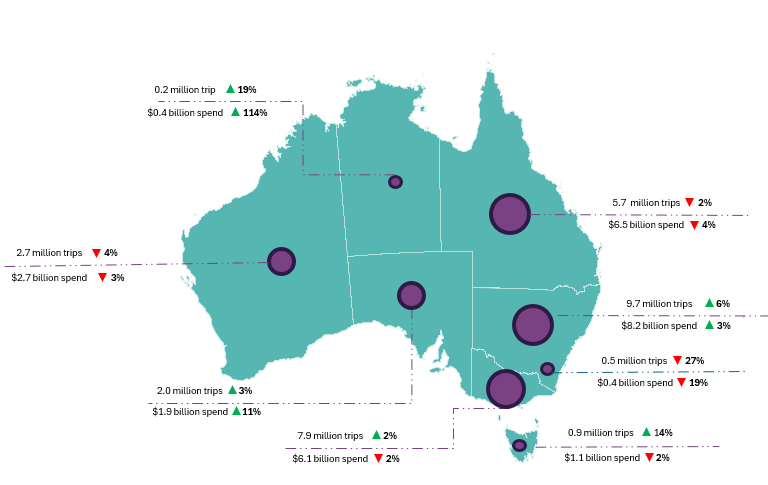 0.2 million trip 19%
$0.4 billion spend 114%
5.7 million trips 2%
$6.5 billion spend 4%
2.7 million trips 4%
$2.7 billion spend 3%
9.7 million trips 6%
$8.2 billion spend 3%
0.5 million trips 27%
$0.4 billion spend 19%
2.0 million trips 3%
$1.9 billion spend 11%
7.9 million trips 2%
$6.1 billion spend 2%
0.9 million trips 14%
$1.1 billion spend 2%